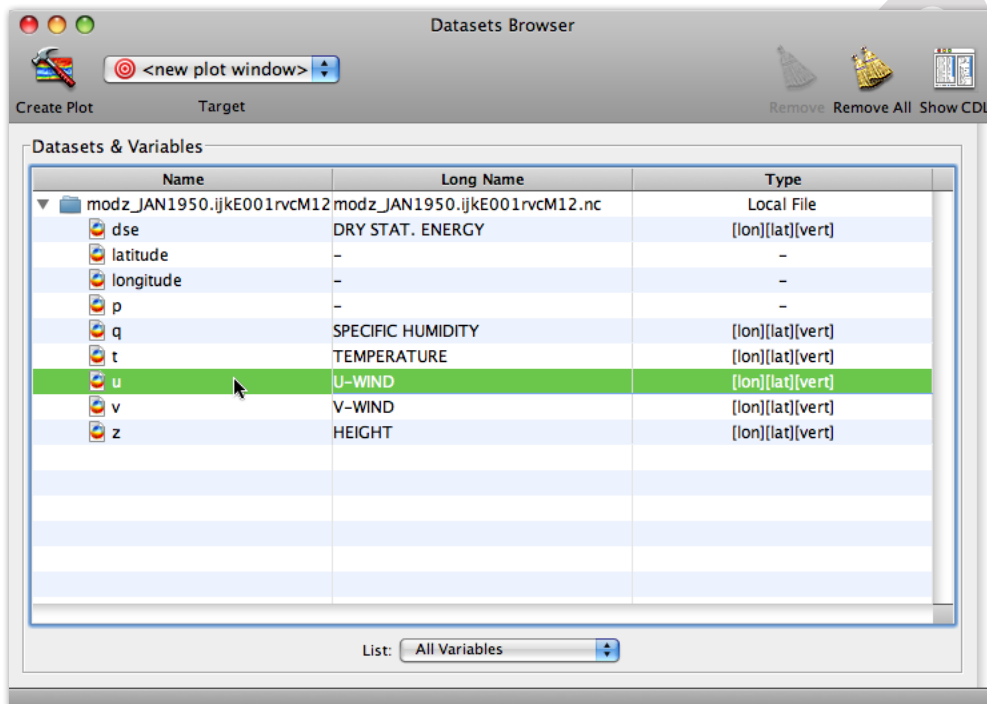 Datasets Browser
<new plot window>
Create Plot Target Remove Remove All Show CDL
Datasets & Variables
Name Long Name Type
modz_JAN1950.ijkE001rvcM12 modz_JAN1950.ijkE001rvcM12.nc Local File
dse DRY STAT. ENERGY [lon][lat][vert]
latitude – –
longitude – –
p – –
q SPECIFIC HUMIDITY [lon][lat][vert]
t TEMPERATURE [lon][lat][vert]
u U-WIND [lon][lat][vert]
v V-WIND [lon][lat][vert]
z HEIGHT [lon][lat][vert]
List: All Variables